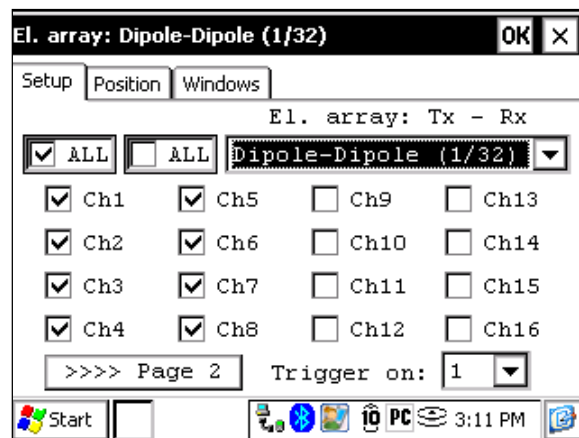 El. array: Dipole-Dipole (1/32) OK ×
Setup Position Windows
El. array: Tx - Rx
ALL ALL Dipole-Dipole (1/32)
Ch1 Ch5 Ch9 Ch13
Ch2 Ch6 Ch10 Ch14
Ch3 Ch7 Ch11 Ch15
Ch4 Ch8 Ch12 Ch16
>>>> Page 2 Trigger on: 1
Start PC 3:11 PM